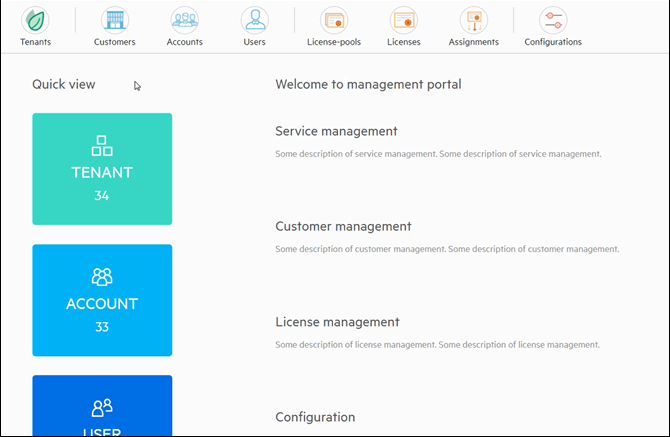 Tenants Customers Accounts Users License-pools Licenses Assignments Configurations
Quick view
TENANT
34
ACCOUNT
33
USER
Welcome to management portal
Service management
Some description of service management. Some description of service management.
Customer management
Some description of customer management. Some description of customer management.
License management
Some description of license management. Some description of license management.
Configuration